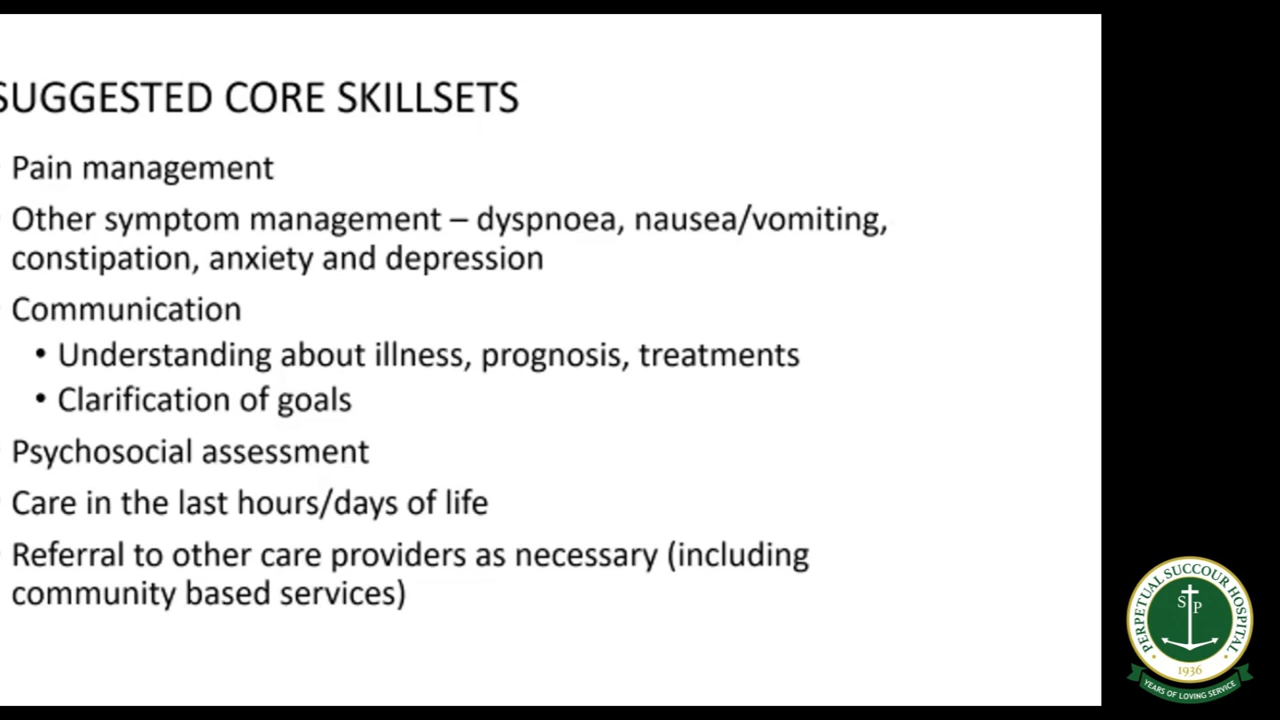 SUGGESTED CORE SKILLSETS
Pain management
Other symptom management – dyspnoea, nausea/vomiting,
constipation, anxiety and depression
Communication
• Understanding about illness, prognosis, treatments
• Clarification of goals
Psychosocial assessment
Care in the last hours/days of life
Referral to other care providers as necessary (including
community based services)
PERPETUAL SUCCOUR HOSPITAL
S P
1936
YEARS OF LOVING SERVICE